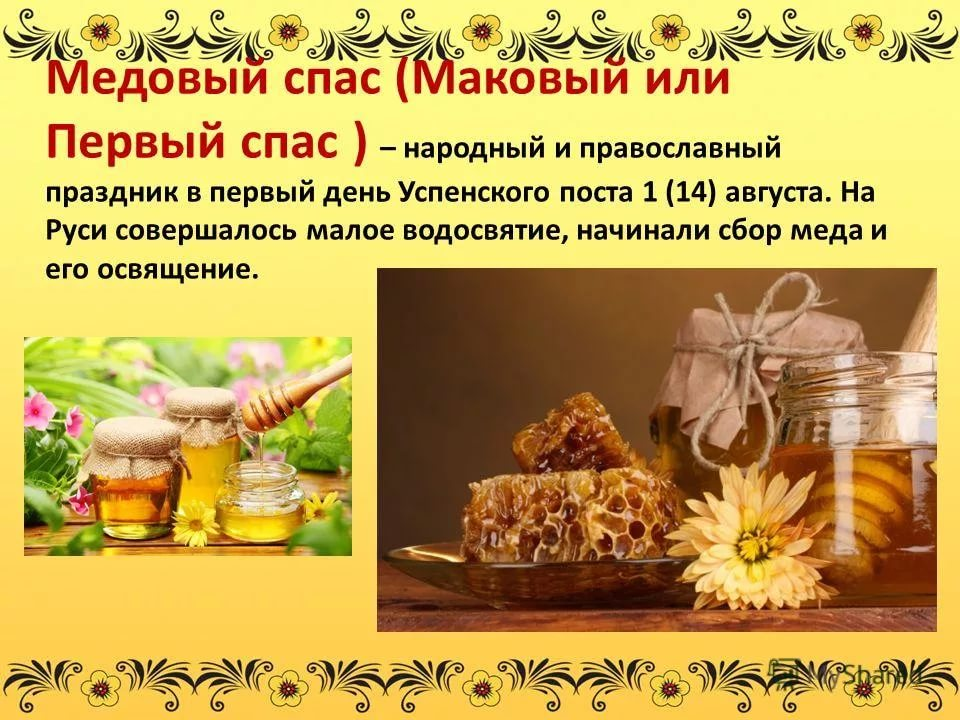 Медовый спас (Маковый или
Первый спас ) – народный и православный
праздник в первый день Успенского поста 1 (14) августа. На
Руси совершалось малое водосвятие, начинали сбор меда и
его освящение.
MyShared